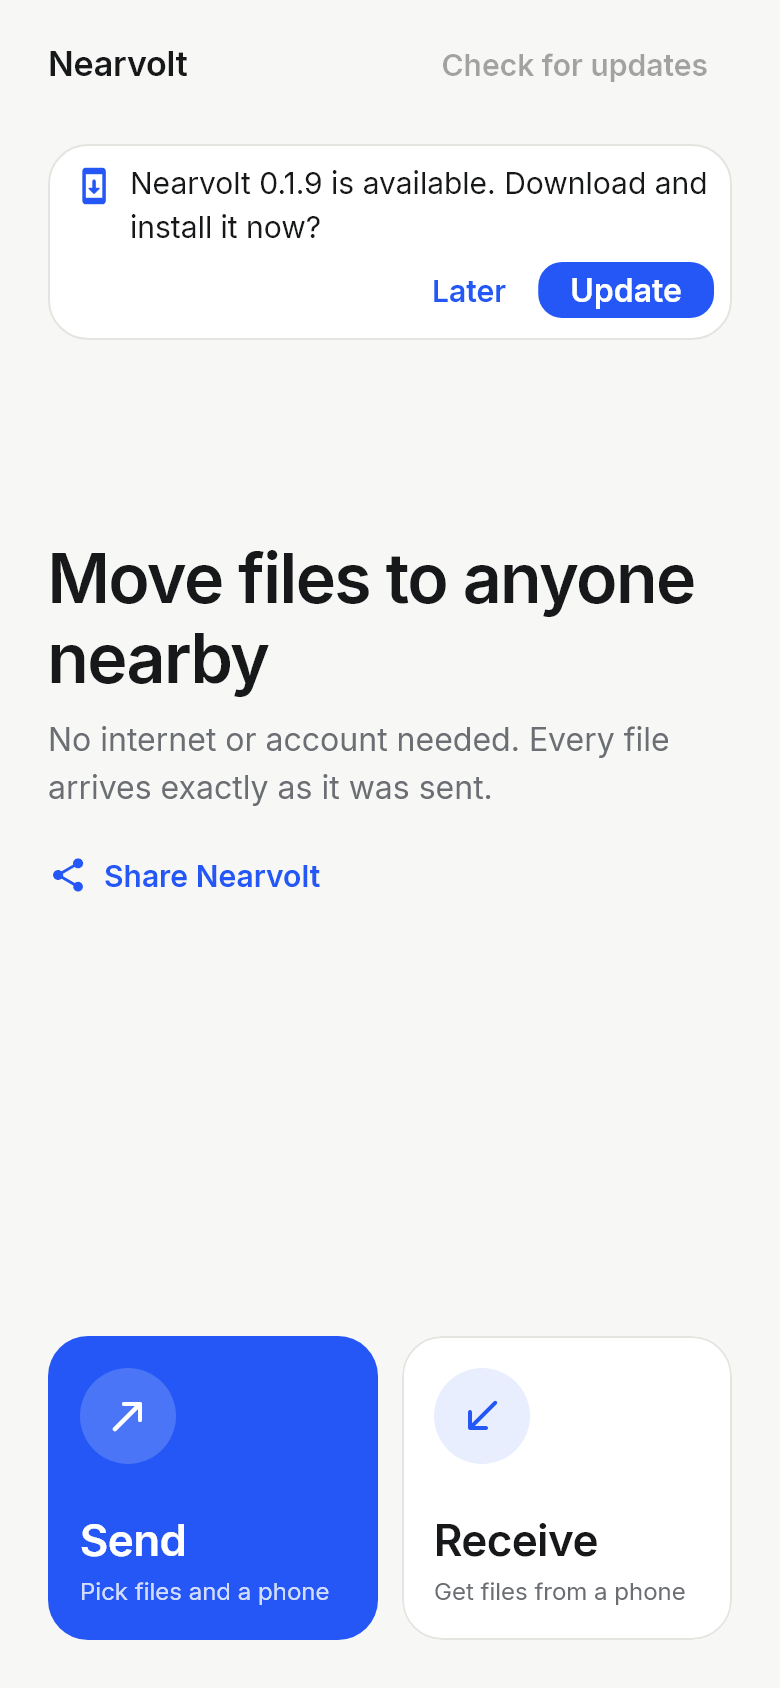 Nearvolt
Check for updates
Nearvolt 0.1.9 is available. Download and
install it now?
Later
Update
Move files to anyone
nearby
No internet or account needed. Every file
arrives exactly as it was sent.
Share Nearvolt
Send
Pick files and a phone
Receive
Get files from a phone